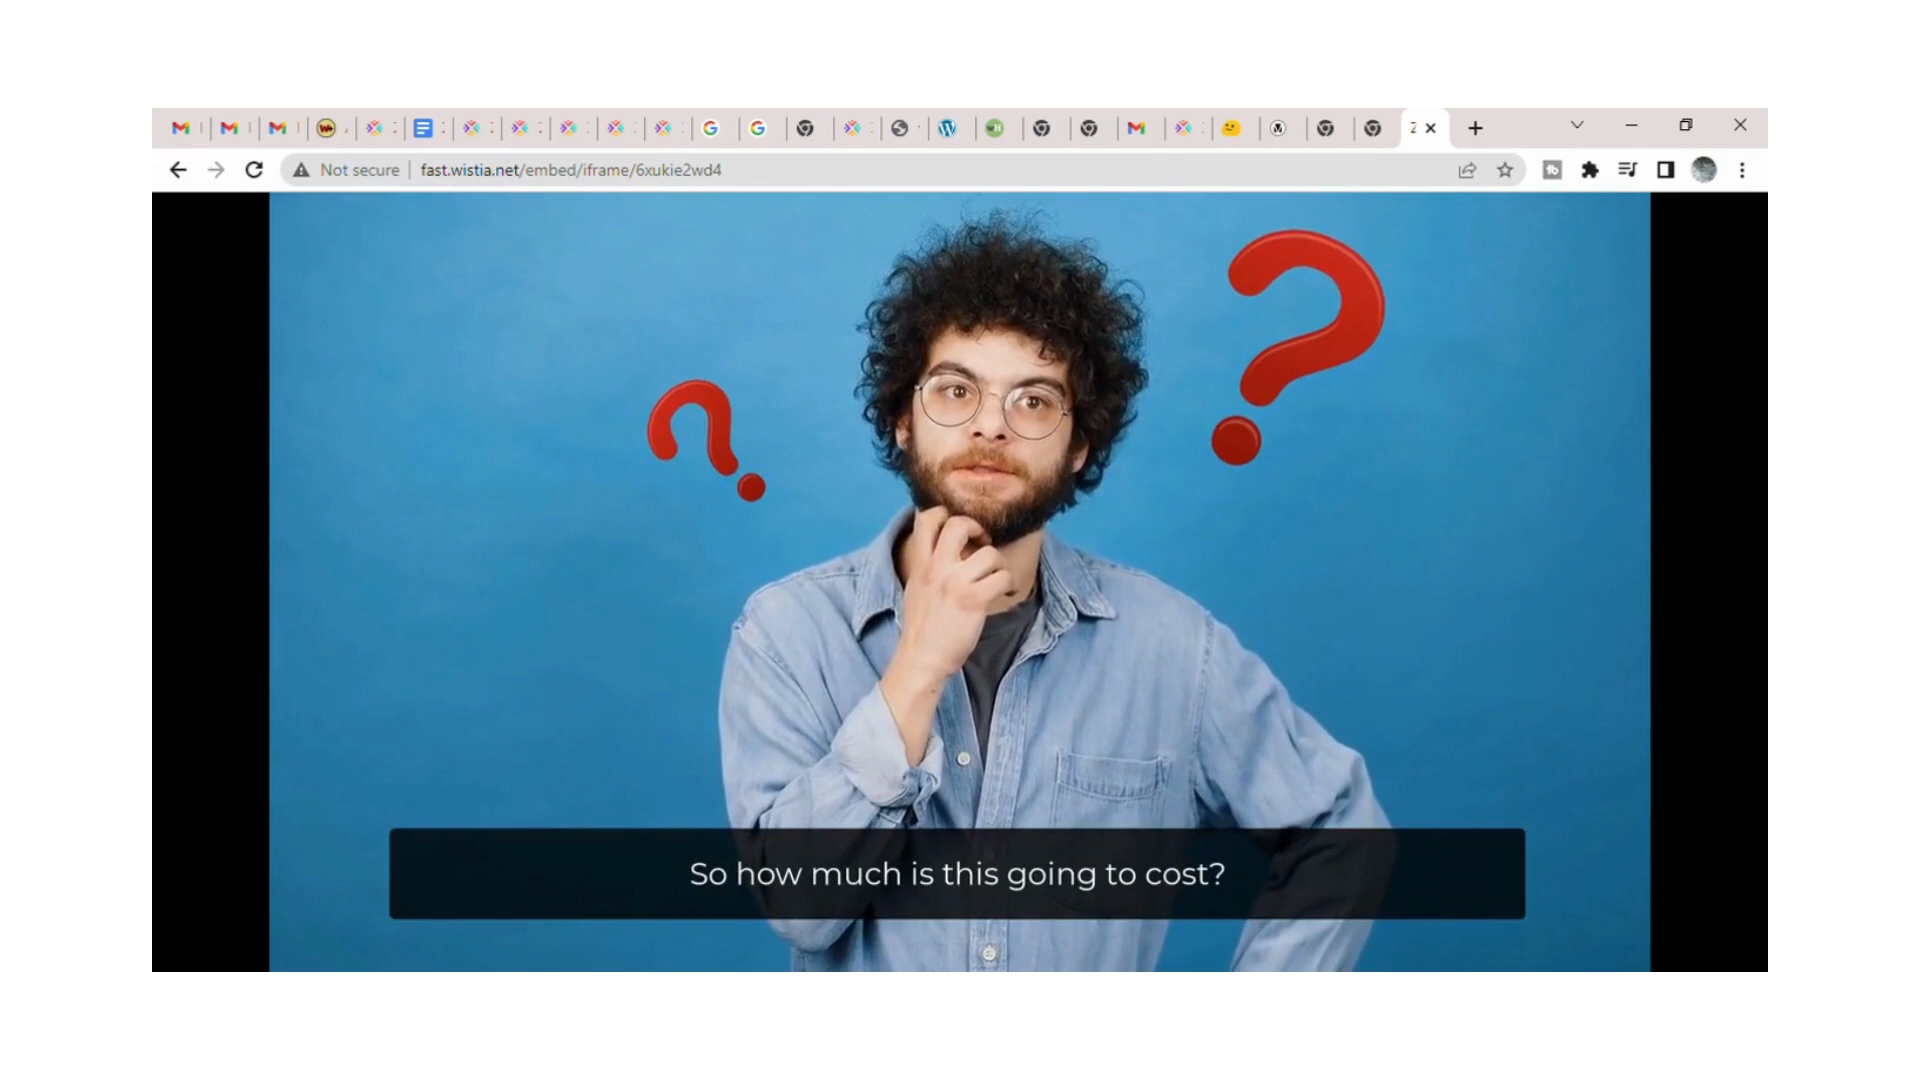 Not secure
fast.wistia.net/embed/iframe/6xukie2wd4
So how much is this going to cost?